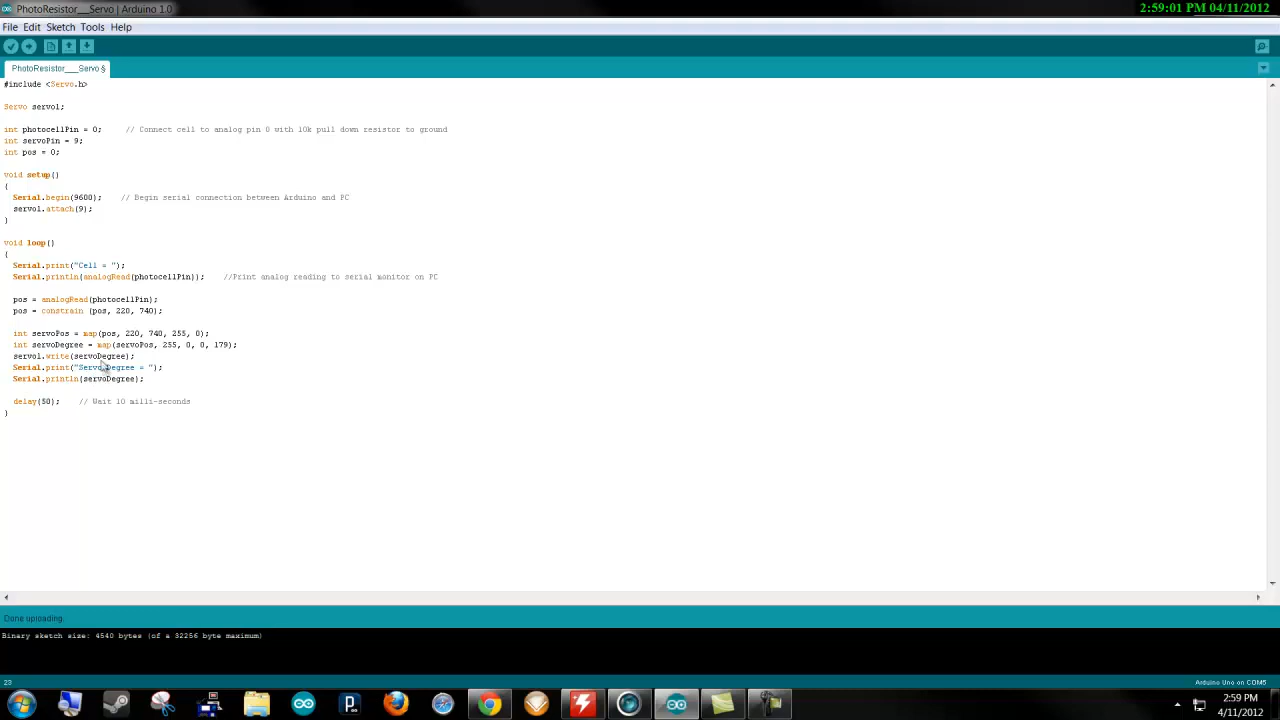 PhotoResistor___Servo | Arduino 1.0
2:59:01 PM 04/11/2012
File Edit Sketch Tools Help
PhotoResistor___Servo §
#include <Servo.h>
Servo servo1;
int photocellPin = 0;     // Connect cell to analog pin 0 with 10k pull down resistor to ground
int servoPin = 9;
int pos = 0;
void setup()
{
  Serial.begin(9600);    // Begin serial connection between Arduino and PC
  servo1.attach(9);
}
void loop()
{
  Serial.print("Cell = ");
  Serial.println(analogRead(photocellPin));    //Print analog reading to serial monitor on PC
  pos = analogRead(photocellPin);
  pos = constrain (pos, 220, 740);
  int servoPos = map(pos, 220, 740, 255, 0);
  int servoDegree = map(servoPos, 255, 0, 0, 179);
  servo1.write(servoDegree);
  Serial.print("ServoDegree = ");
  Serial.println(servoDegree);
  delay(50);    // Wait 10 milli-seconds
}
Done uploading.
Binary sketch size: 4540 bytes (of a 32256 byte maximum)
23
Arduino Uno on COM5
2:59 PM
4/11/2012